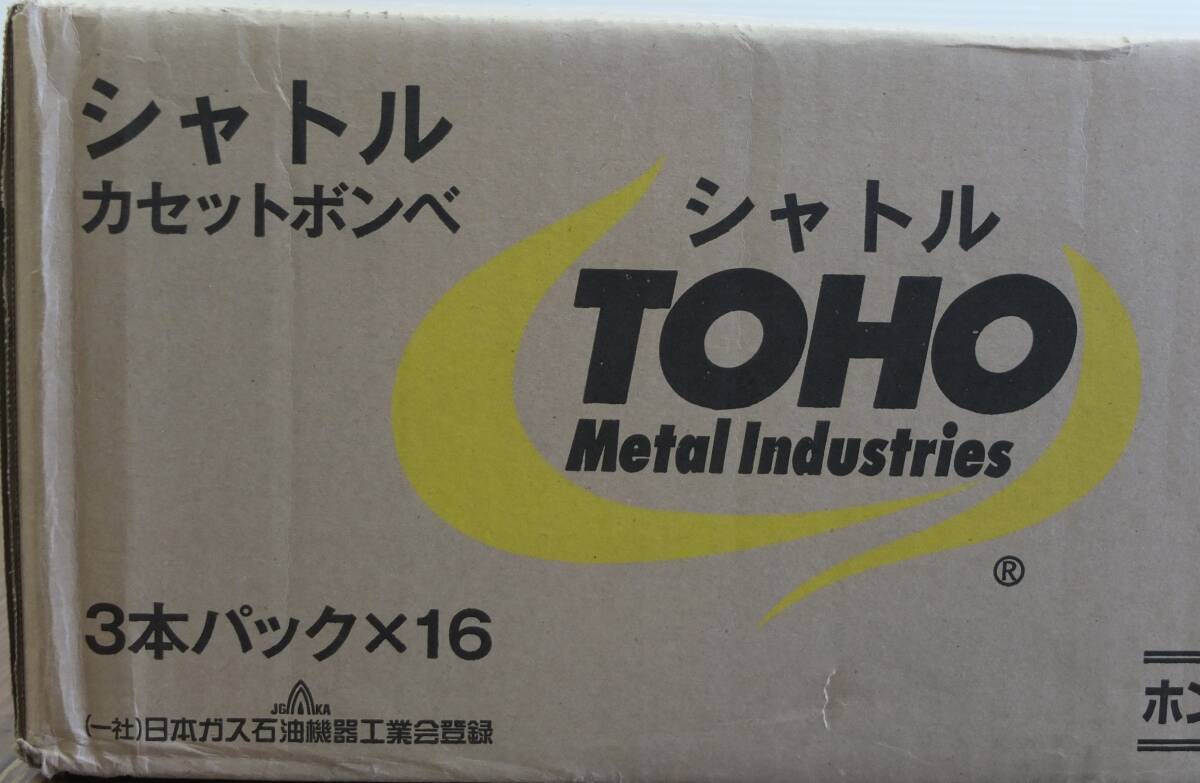 シャトル
カセットボンベ
シャトル
TOHO
Metal Industries
®
3本パック×16
JGKA
(一社)日本ガス石油機器工業会登録
ホン